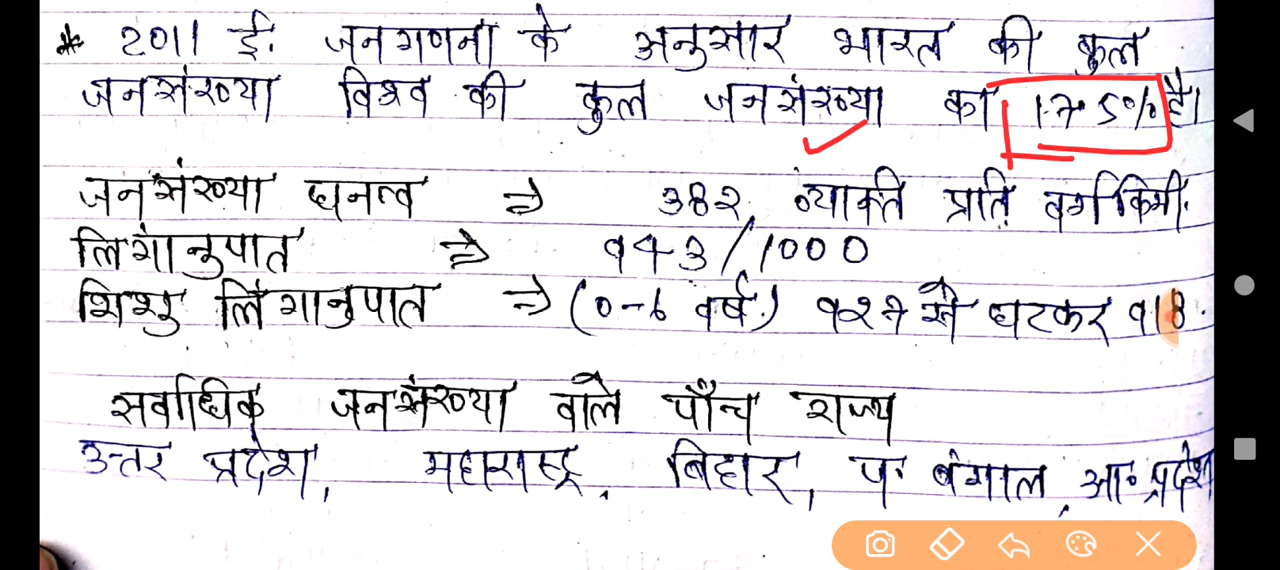 * 2011 ई. जनगणना के अनुसार भारत की कुल
जनसंख्या विश्व की कुल जनसंख्या का 17.5% है।
जनसंख्या घनत्व ⇒ 382 व्यक्ति प्रति वर्ग किमी.
लिंगानुपात ⇒ 943/1000
शिशु लिंगानुपात ⇒ (0-6 वर्ष) 927 से घटकर 918.
सर्वाधिक जनसंख्या वाले पाँच राज्य
उत्तर प्रदेश, महाराष्ट्र, बिहार, प. बंगाल, आ. प्रदेश